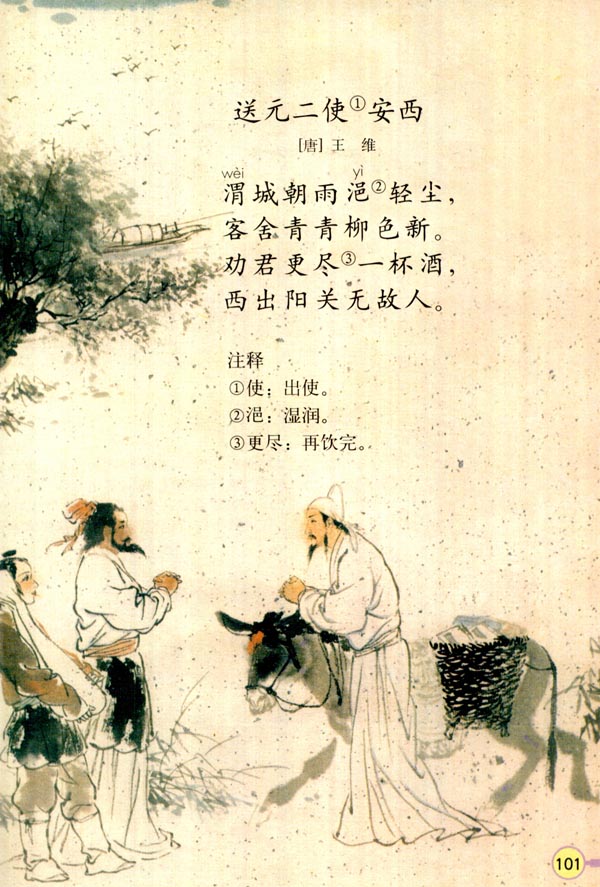 送元二使①安西
[唐]王 维
wèi yì
渭城朝雨浥②轻尘，
客舍青青柳色新。
劝君更尽③一杯酒，
西出阳关无故人。
注释
①使：出使。
②浥：湿润。
③更尽：再饮完。
101